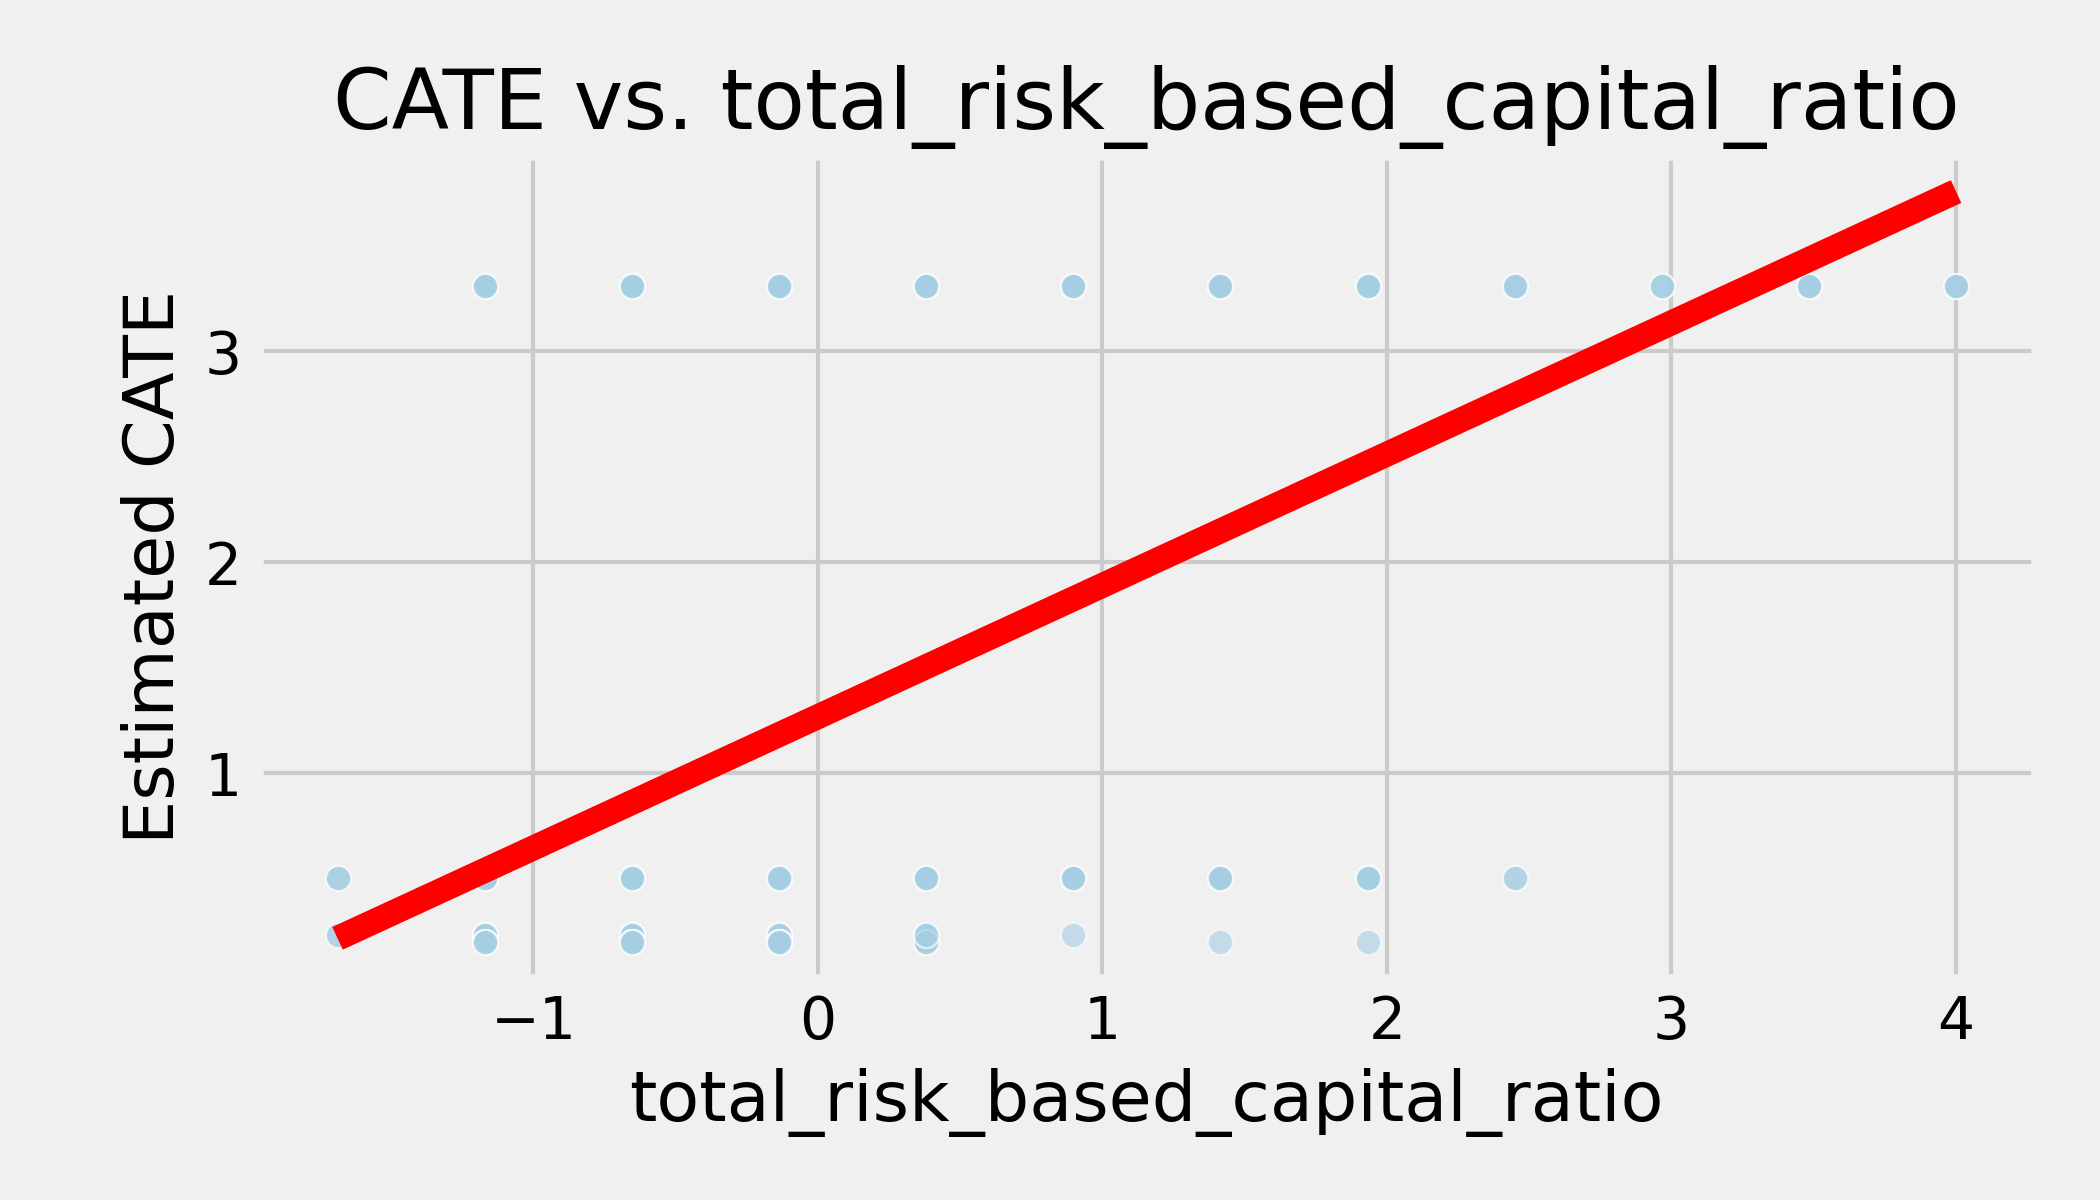 CATE vs. total_risk_based_capital_ratio
Estimated CATE
3
2
1
−1 0 1 2 3 4
total_risk_based_capital_ratio